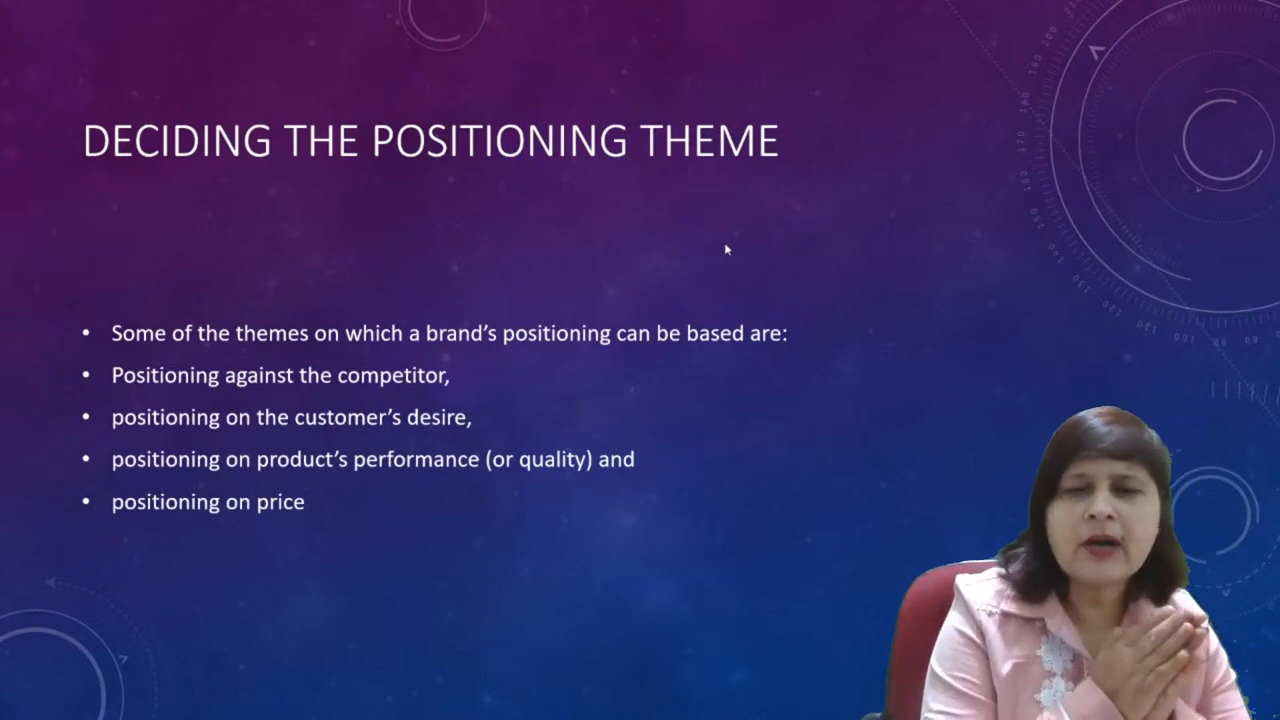 DECIDING THE POSITIONING THEME
• Some of the themes on which a brand's positioning can be based are:
• Positioning against the competitor,
• positioning on the customer's desire,
• positioning on product's performance (or quality) and
• positioning on price